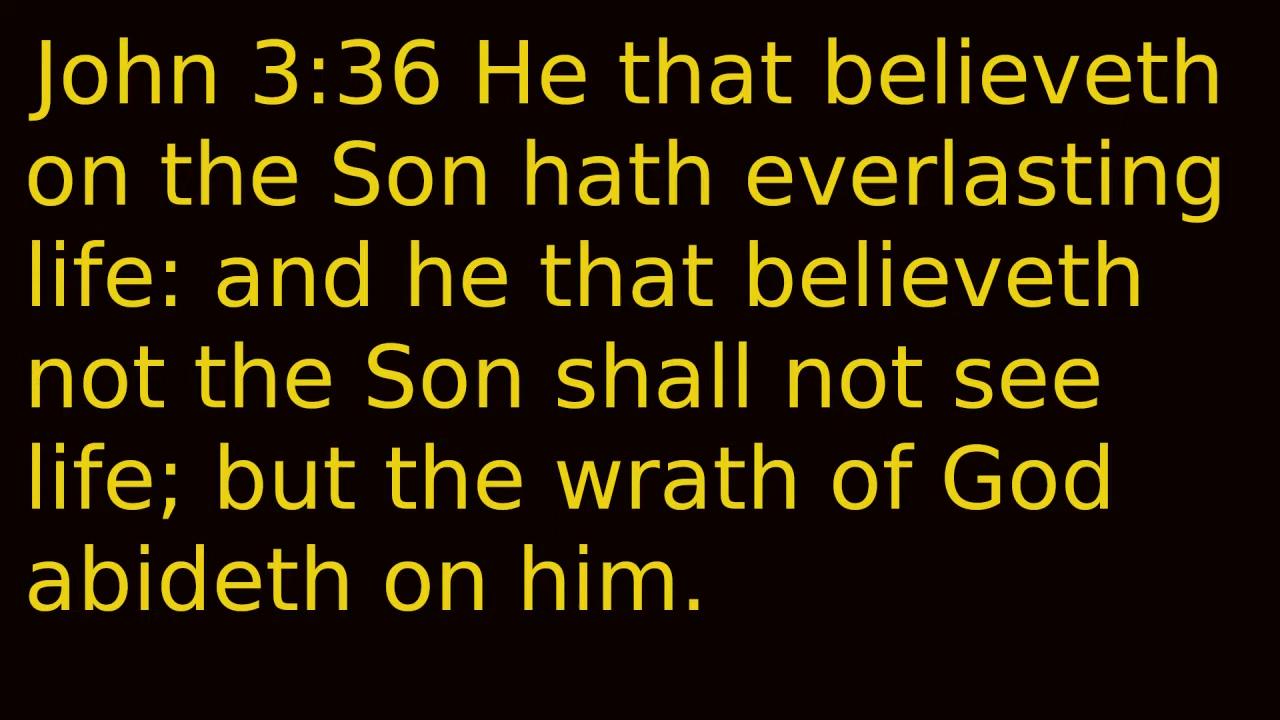 John 3:36 He that believeth
on the Son hath everlasting
life: and he that believeth
not the Son shall not see
life; but the wrath of God
abideth on him.